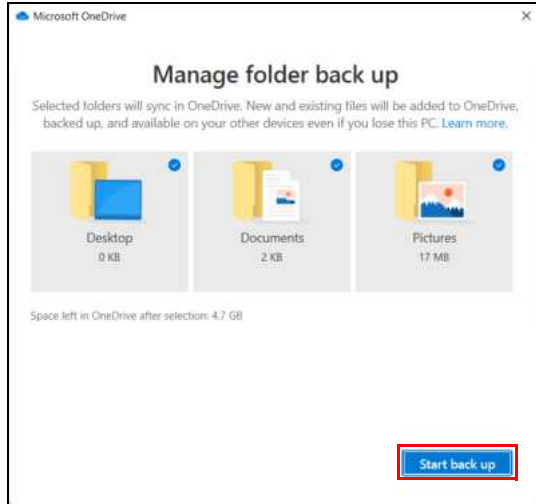 Microsoft OneDrive
Manage folder back up
Selected folders will sync in OneDrive. New and existing files will be added to OneDrive,
backed up, and available on your other devices even if you lose this PC. Learn more.
Desktop
0 KB
Documents
2 KB
Pictures
17 MB
Space left in OneDrive after selection: 4.7 GB
Start back up